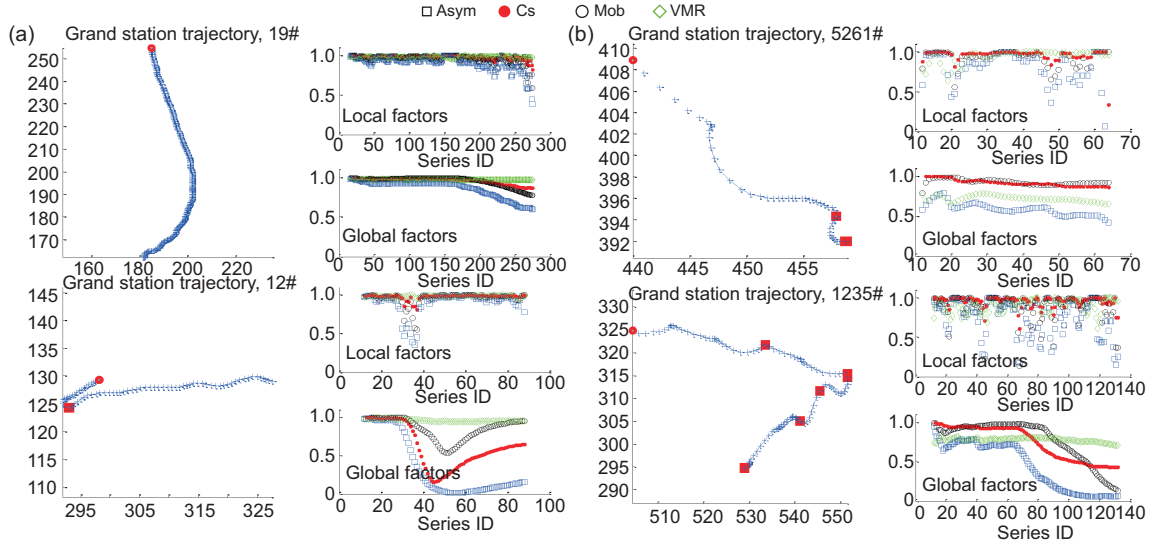 Asym Cs Mob VMR
(a) Grand station trajectory, 19#
255
250
240
230
220
210
200
190
180
170
160 180 200 220
1.0
0.5
Local factors
0 50 100 150 200 250 300
Series ID
1.0
0.5
Global factors
0 0 50 100 150 200 250 300
Series ID
Grand station trajectory, 12#
145
140
135
130
125
120
115
110
295 305 315 325
1.0
0.5
Local factors
0 20 40 60 80 100
Series ID
1.0
0.5
Global factors
0 0 20 40 60 80 100
Series ID
(b) Grand station trajectory, 5261#
410
408
406
404
402
400
398
396
394
392
440 445 450 455
1.0
0.5
Local factors
0 10 20 30 40 50 60 70
Series ID
1.0
0.5
Global factors
0 0 10 20 30 40 50 60 70
Series ID
Grand station trajectory, 1235#
330
325
320
315
310
305
300
295
290
510 520 530 540 550
1.0
0.5
Local factors
0 20 40 60 80 100 120 140
Series ID
1.0
0.5
Global factors
0 0 20 40 60 80 100 120 140
Series ID